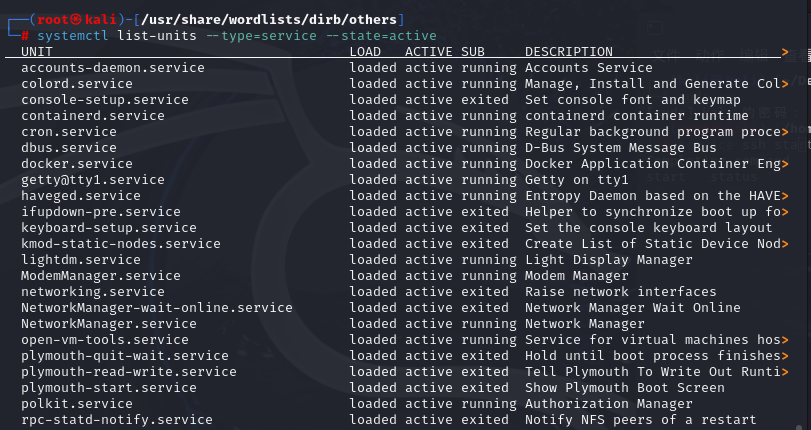 ┌──(root㉿kali)-[/usr/share/wordlists/dirb/others]
└─# systemctl list-units --type=service --state=active
UNIT LOAD ACTIVE SUB DESCRIPTION >
accounts-daemon.service loaded active running Accounts Service
colord.service loaded active running Manage, Install and Generate Col>
console-setup.service loaded active exited Set console font and keymap
containerd.service loaded active running containerd container runtime
cron.service loaded active running Regular background program proce>
dbus.service loaded active running D-Bus System Message Bus
docker.service loaded active running Docker Application Container Eng>
getty@tty1.service loaded active running Getty on tty1
haveged.service loaded active running Entropy Daemon based on the HAVE>
ifupdown-pre.service loaded active exited Helper to synchronize boot up fo>
keyboard-setup.service loaded active exited Set the console keyboard layout
kmod-static-nodes.service loaded active exited Create List of Static Device Nod>
lightdm.service loaded active running Light Display Manager
ModemManager.service loaded active running Modem Manager
networking.service loaded active exited Raise network interfaces
NetworkManager-wait-online.service loaded active exited Network Manager Wait Online
NetworkManager.service loaded active running Network Manager
open-vm-tools.service loaded active running Service for virtual machines hos>
plymouth-quit-wait.service loaded active exited Hold until boot process finishes>
plymouth-read-write.service loaded active exited Tell Plymouth To Write Out Runti>
plymouth-start.service loaded active exited Show Plymouth Boot Screen
polkit.service loaded active running Authorization Manager
rpc-statd-notify.service loaded active exited Notify NFS peers of a restart